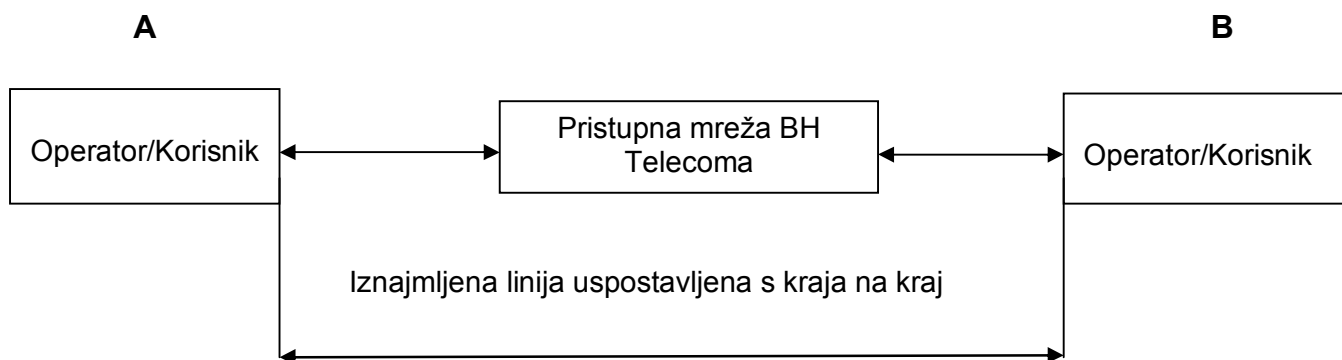 A
B
Operator/Korisnik
Pristupna mreža BH
Telecoma
Operator/Korisnik
Iznajmljena linija uspostavljena s kraja na kraj